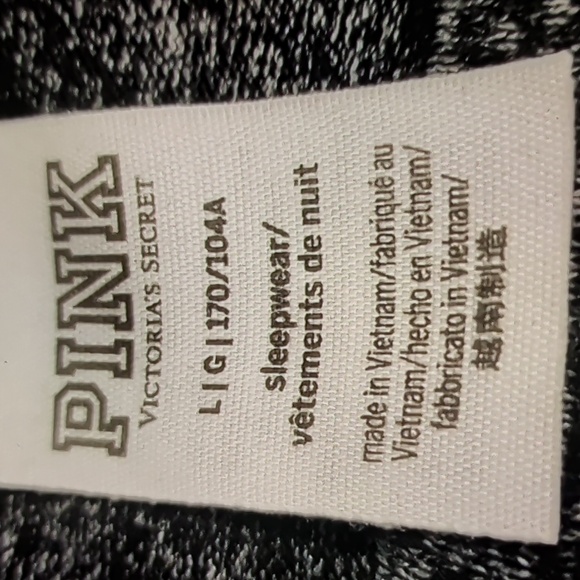 PINK
VICTORIA'S SECRET
L | G | 170/104A
sleepwear/
vêtements de nuit
made in Vietnam/fabriqué au
Vietnam/hecho en Vietnam/
fabbricato in Vietnam/
越南制造